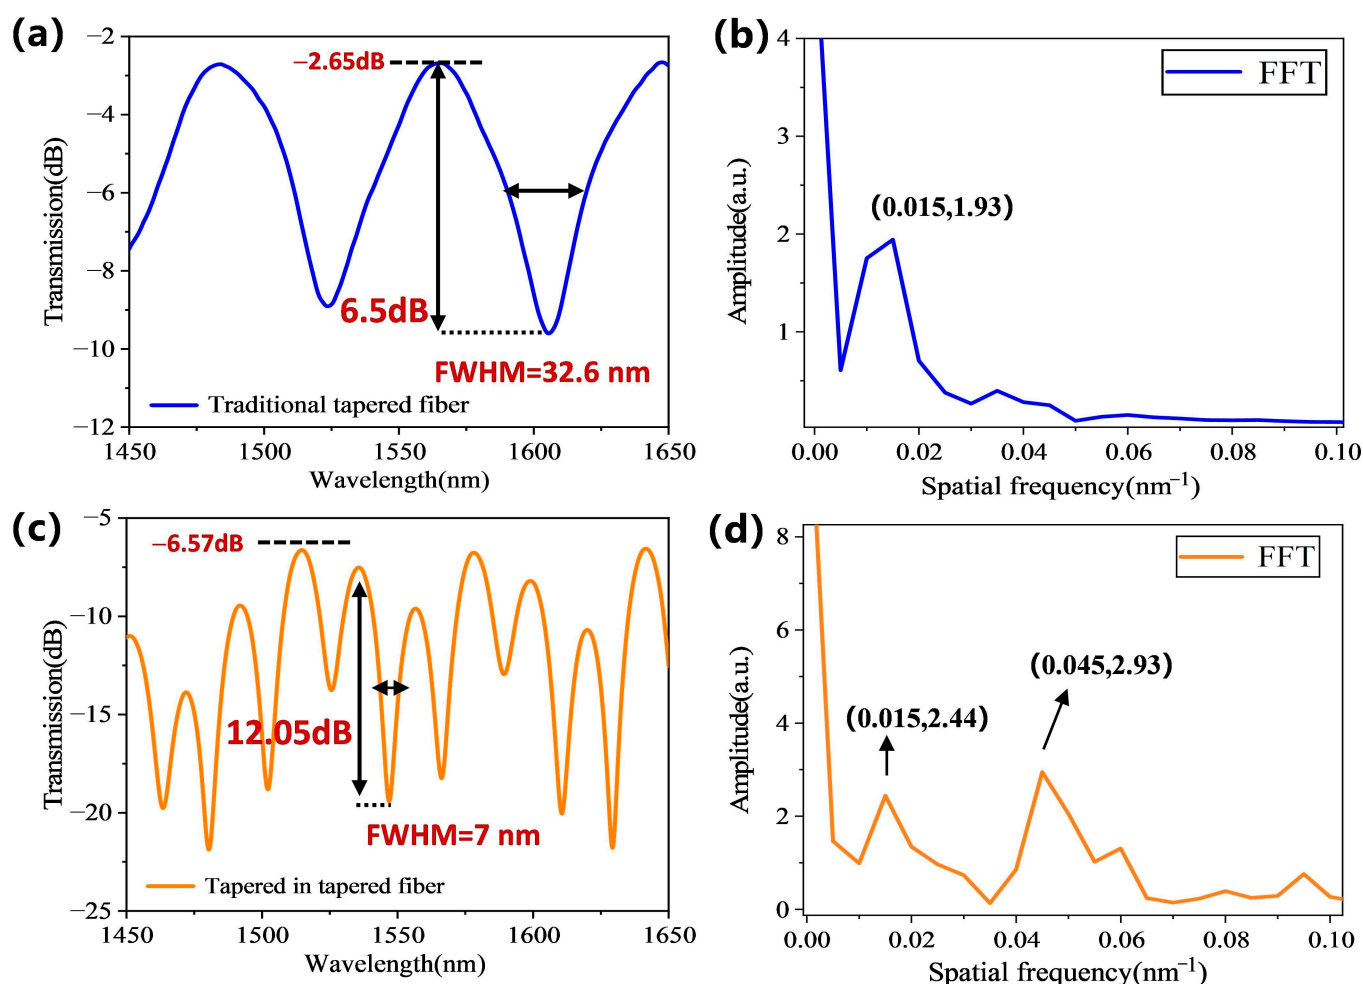 (a)
−2
−4
−6
−8
−10
−12
Transmission(dB)
−2.65dB
6.5dB
FWHM=32.6 nm
Traditional tapered fiber
1450
1500
1550
1600
1650
Wavelength(nm)
(b)
4
3
2
1
Amplitude(a.u.)
FFT
(0.015,1.93)
0.00
0.02
0.04
0.06
0.08
0.10
Spatial frequency(nm−1)
(c)
−5
−10
−15
−20
−25
Transmission(dB)
−6.57dB
12.05dB
FWHM=7 nm
Tapered in tapered fiber
1450
1500
1550
1600
1650
Wavelength(nm)
(d)
8
6
4
2
0
Amplitude(a.u.)
FFT
(0.045,2.93)
(0.015,2.44)
0.00
0.02
0.04
0.06
0.08
0.10
Spatial frequency(nm−1)